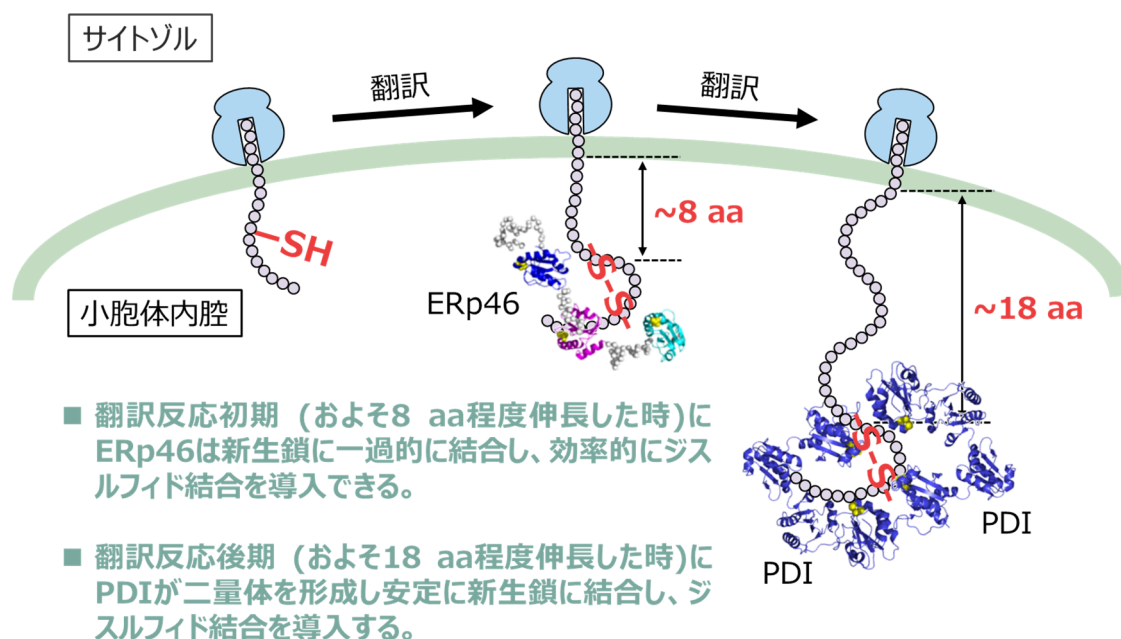 サイトゾル
翻訳
翻訳
-SH
~8 aa
S-S
ERp46
小胞体内腔
~18 aa
S-S
PDI
PDI
■ 翻訳反応初期 (およそ8 aa程度伸長した時)に
ERp46は新生鎖に一過的に結合し、効率的にジス
ルフィド結合を導入できる。
■ 翻訳反応後期 (およそ18 aa程度伸長した時)に
PDIが二量体を形成し安定に新生鎖に結合し、ジ
スルフィド結合を導入する。